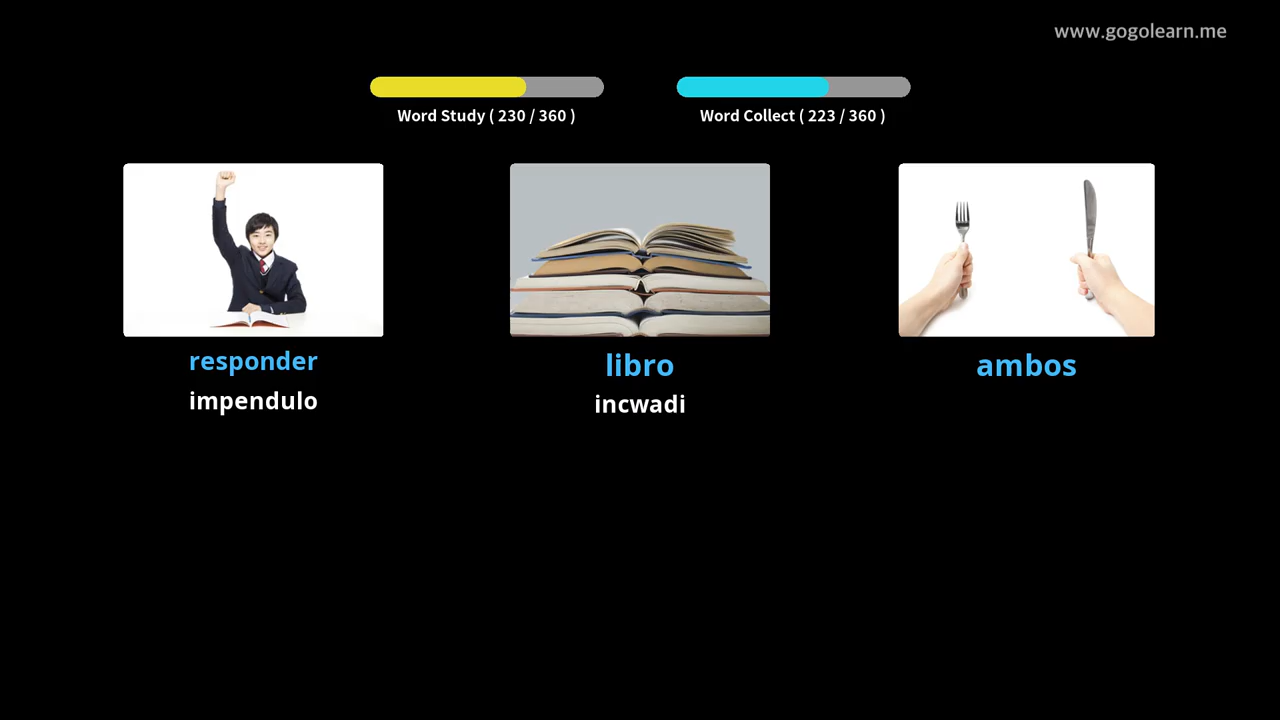 www.gogolearn.me
Word Study ( 230 / 360 )
Word Collect ( 223 / 360 )
responder
impendulo
libro
incwadi
ambos